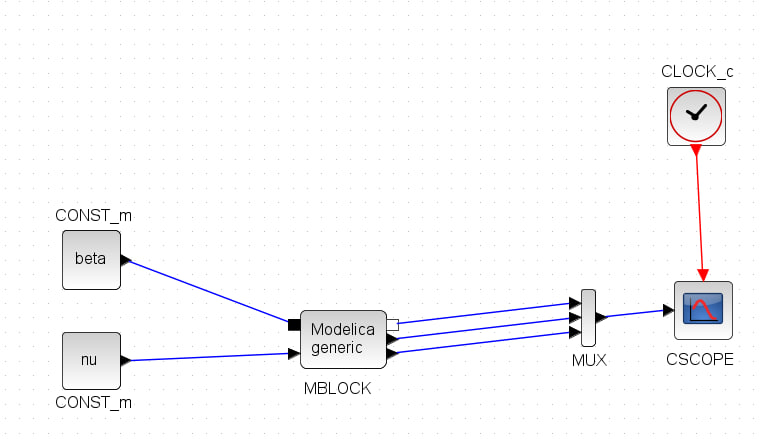 CLOCK_c
CONST_m
beta
Modelica
generic
nu
MUX
CSCOPE
MBLOCK
CONST_m